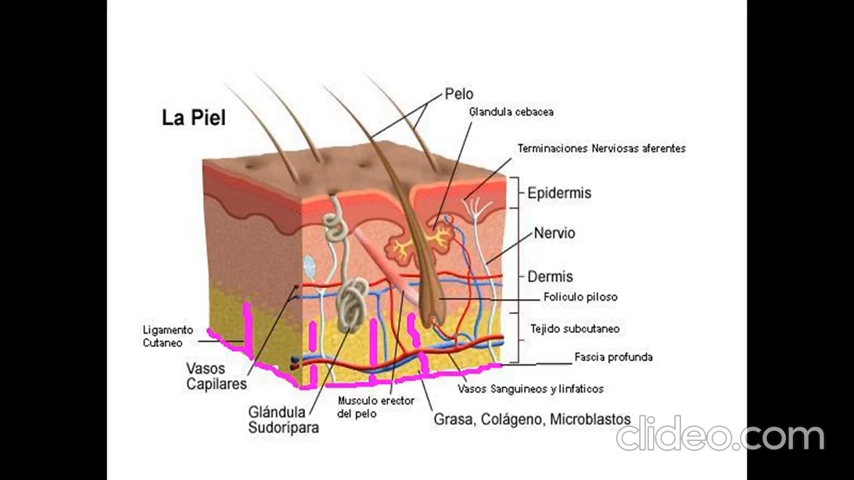 Pelo
La Piel
Glandula cebacea
Terminaciones Nerviosas aferentes
Epidermis
Nervio
Dermis
Foliculo piloso
Ligamento
Cutaneo
Tejido subcutaneo
Fascia profunda
Vasos
Capilares
Vasos Sanguineos y linfaticos
Musculo erector
del pelo
Glándula
Sudorípara
Grasa, Colágeno, Microblastos
clideo.com